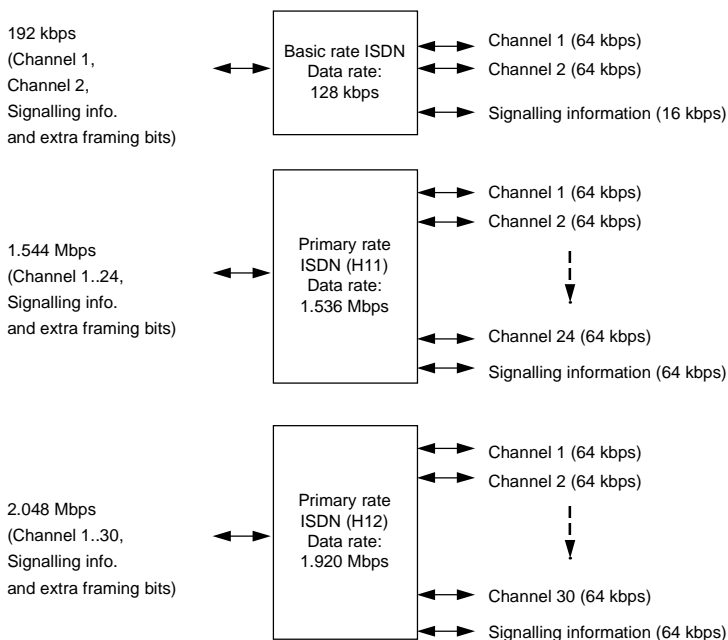 192 kbps
(Channel 1,
Channel 2,
Signalling info.
and extra framing bits)
Basic rate ISDN
Data rate:
128 kbps
Channel 1 (64 kbps)
Channel 2 (64 kbps)
Signalling information (16 kbps)
1.544 Mbps
(Channel 1..24,
Signalling info.
and extra framing bits)
Primary rate
ISDN (H11)
Data rate:
1.536 Mbps
Channel 1 (64 kbps)
Channel 2 (64 kbps)
Channel 24 (64 kbps)
Signalling information (64 kbps)
2.048 Mbps
(Channel 1..30,
Signalling info.
and extra framing bits)
Primary rate
ISDN (H12)
Data rate:
1.920 Mbps
Channel 1 (64 kbps)
Channel 2 (64 kbps)
Channel 30 (64 kbps)
Signalling information (64 kbps)